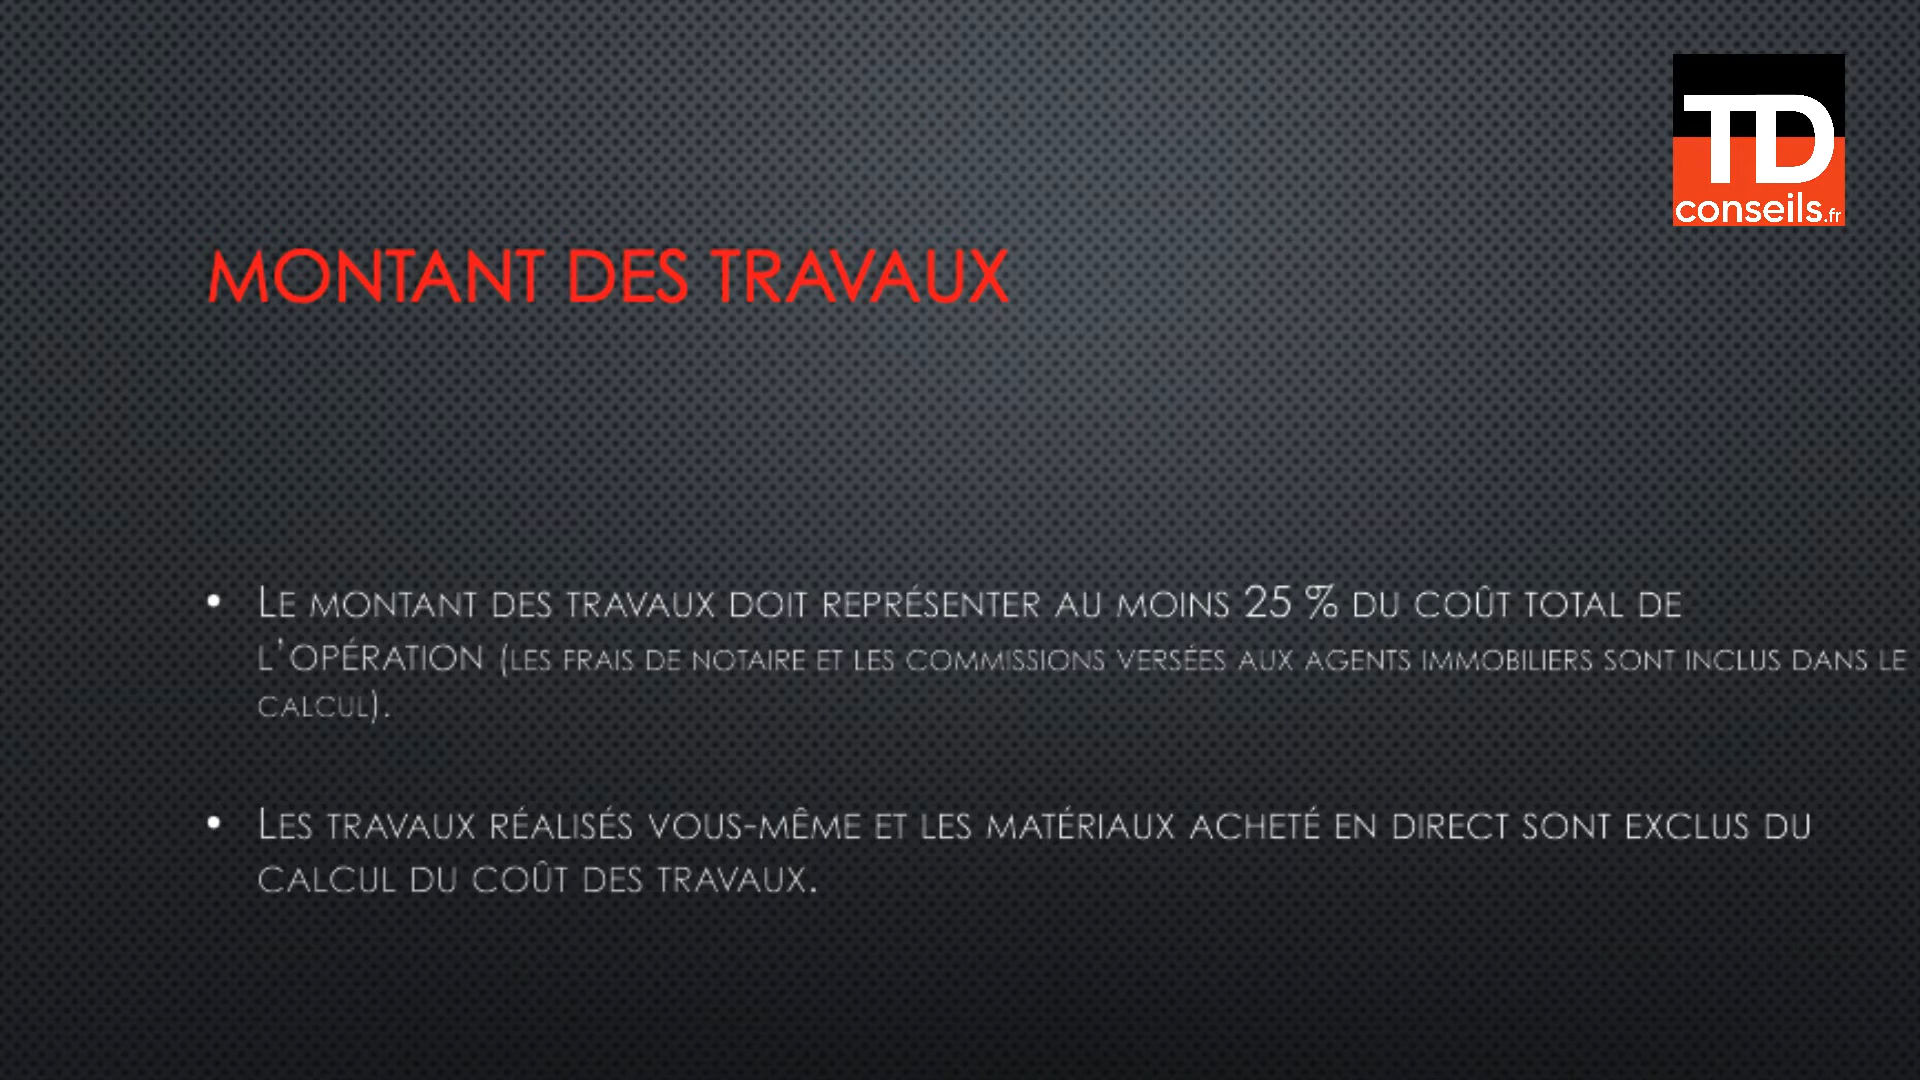 TD
conseils.fr
MONTANT DES TRAVAUX
• LE MONTANT DES TRAVAUX DOIT REPRÉSENTER AU MOINS 25 % DU COÛT TOTAL DE
L'OPÉRATION (LES FRAIS DE NOTAIRE ET LES COMMISSIONS VERSÉES AUX AGENTS IMMOBILIERS SONT INCLUS DANS LE
CALCUL).
• LES TRAVAUX RÉALISÉS VOUS-MÊME ET LES MATÉRIAUX ACHETÉ EN DIRECT SONT EXCLUS DU
CALCUL DU COÛT DES TRAVAUX.